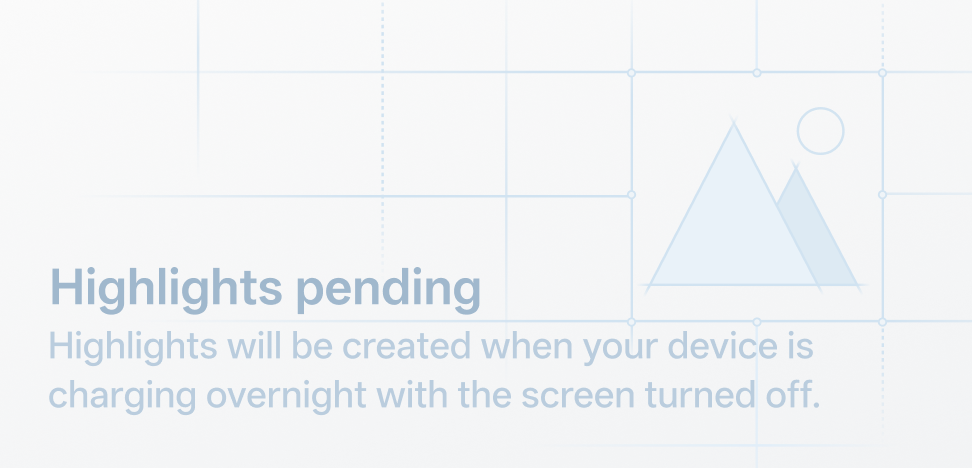 Highlights pending
Highlights will be created when your device is
charging overnight with the screen turned off.